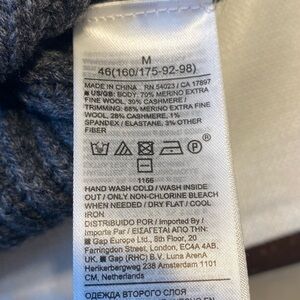 M
46(160/175-92-98)
MADE IN CHINA RN 54023 / CA 17897
■ US/GB: BODY: 70% MERINO EXTRA
FINE WOOL, 30% CASHMERE /
TRIMMING: 68% MERINO EXTRA FINE
WOOL, 28% CASHMERE, 1%
SPANDEX / ELASTANE, 3% OTHER
FIBER
P
®
1166
HAND WASH COLD / WASH INSIDE
OUT / ONLY NON-CHLORINE BLEACH
WHEN NEEDED / DRY FLAT / COOL
IRON
DISTRIBUIDO POR / Imported By /
Importe Par / ΕΙΣΑΓΕΤΑΙ ΑΠΟ ΤΗΝ
■ Gap Europe Ltd., 5th Floor, 20
Farringdon Street, London, EC4A 4AB,
UK. ■ Gap (RHC) B.V. Luna ArenA
Herikerbergweg 238 Amsterdam 1101
CM, Netherlands
ОДЕЖДА ВТОРОГО СЛОЯ